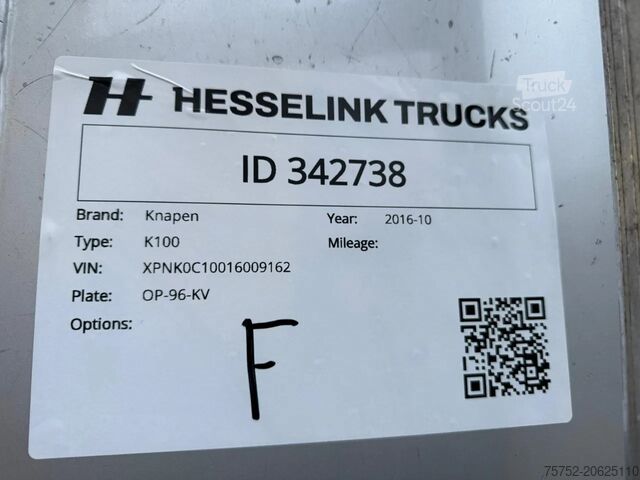 HESSELINK TRUCKS
Truck
Scout24
ID 342738
Brand: Knapen Year: 2016-10
Type: K100 Mileage:
VIN: XPNK0C10016009162
Plate: OP-96-KV
Options:
F
75752-20625110